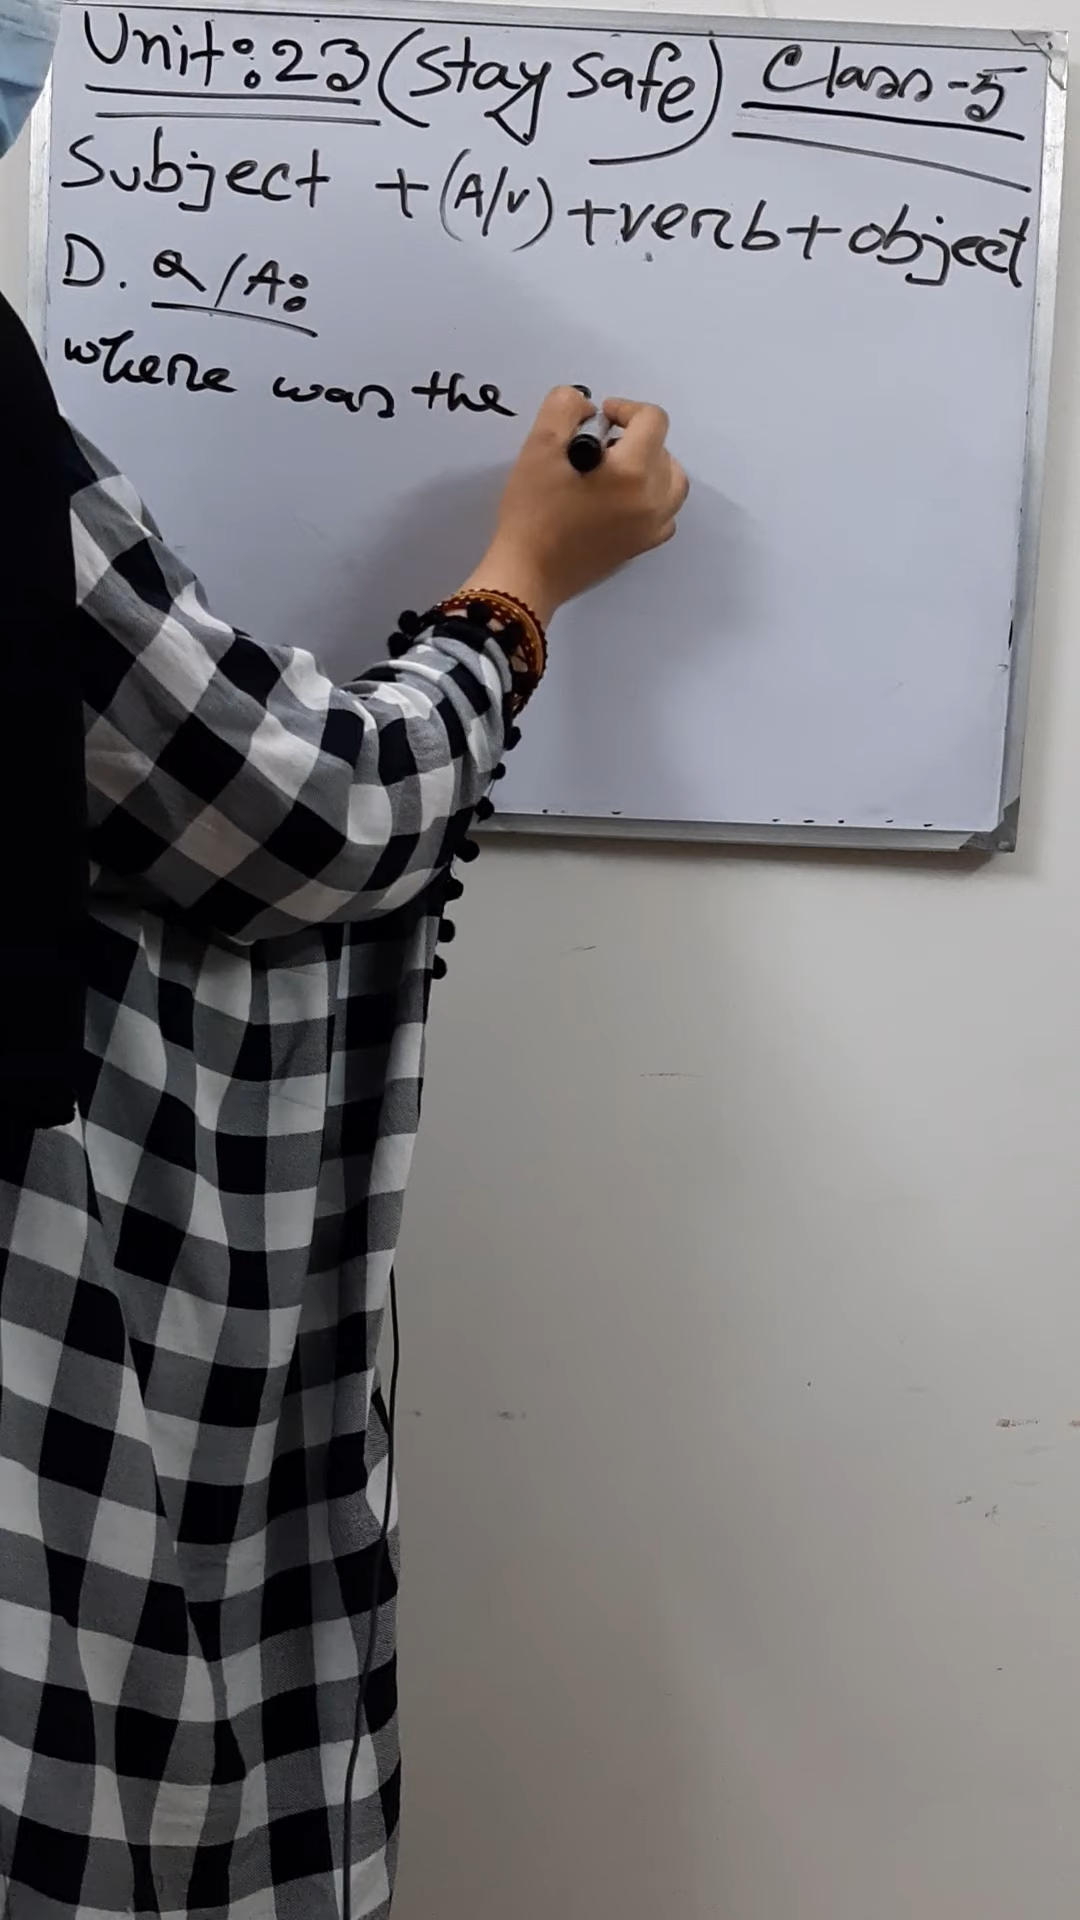 Unit:23 (Stay Safe) Class-5
Subject + (A/V) + verb + object
D. Q/A:
where was the